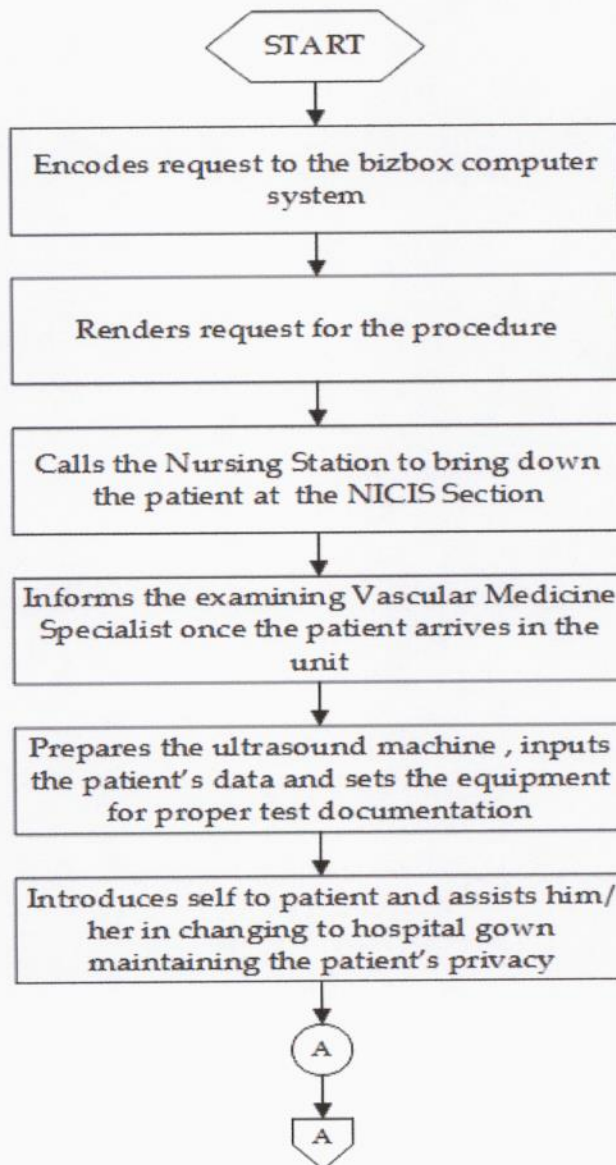 START
Encodes request to the bizbox computer
system
Renders request for the procedure
Calls the Nursing Station to bring down
the patient at the NICIS Section
Informs the examining Vascular Medicine
Specialist once the patient arrives in the
unit
Prepares the ultrasound machine , inputs
the patient's data and sets the equipment
for proper test documentation
Introduces self to patient and assists him/
her in changing to hospital gown
maintaining the patient's privacy
A
A